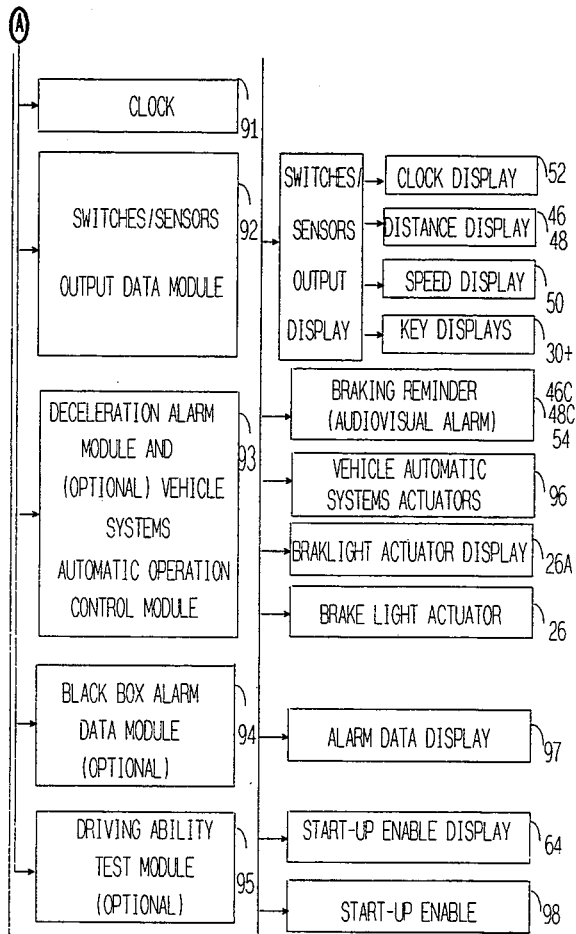 A
CLOCK
91
SWITCHES/SENSORS
OUTPUT DATA MODULE
92
SWITCHES/
SENSORS
OUTPUT
DISPLAY
CLOCK DISPLAY
52
DISTANCE DISPLAY
46
48
SPEED DISPLAY
50
KEY DISPLAYS
30+
DECELERATION ALARM
MODULE AND
(OPTIONAL) VEHICLE
SYSTEMS
AUTOMATIC OPERATION
CONTROL MODULE
93
BRAKING REMINDER
(AUDIOVISUAL ALARM)
46C
48C
54
VEHICLE AUTOMATIC
SYSTEMS ACTUATORS
96
BRAKLIGHT ACTUATOR DISPLAY
26A
BRAKE LIGHT ACTUATOR
26
BLACK BOX ALARM
DATA MODULE
(OPTIONAL)
94
ALARM DATA DISPLAY
97
DRIVING ABILITY
TEST MODULE
(OPTIONAL)
95
START-UP ENABLE DISPLAY
64
START-UP ENABLE
98